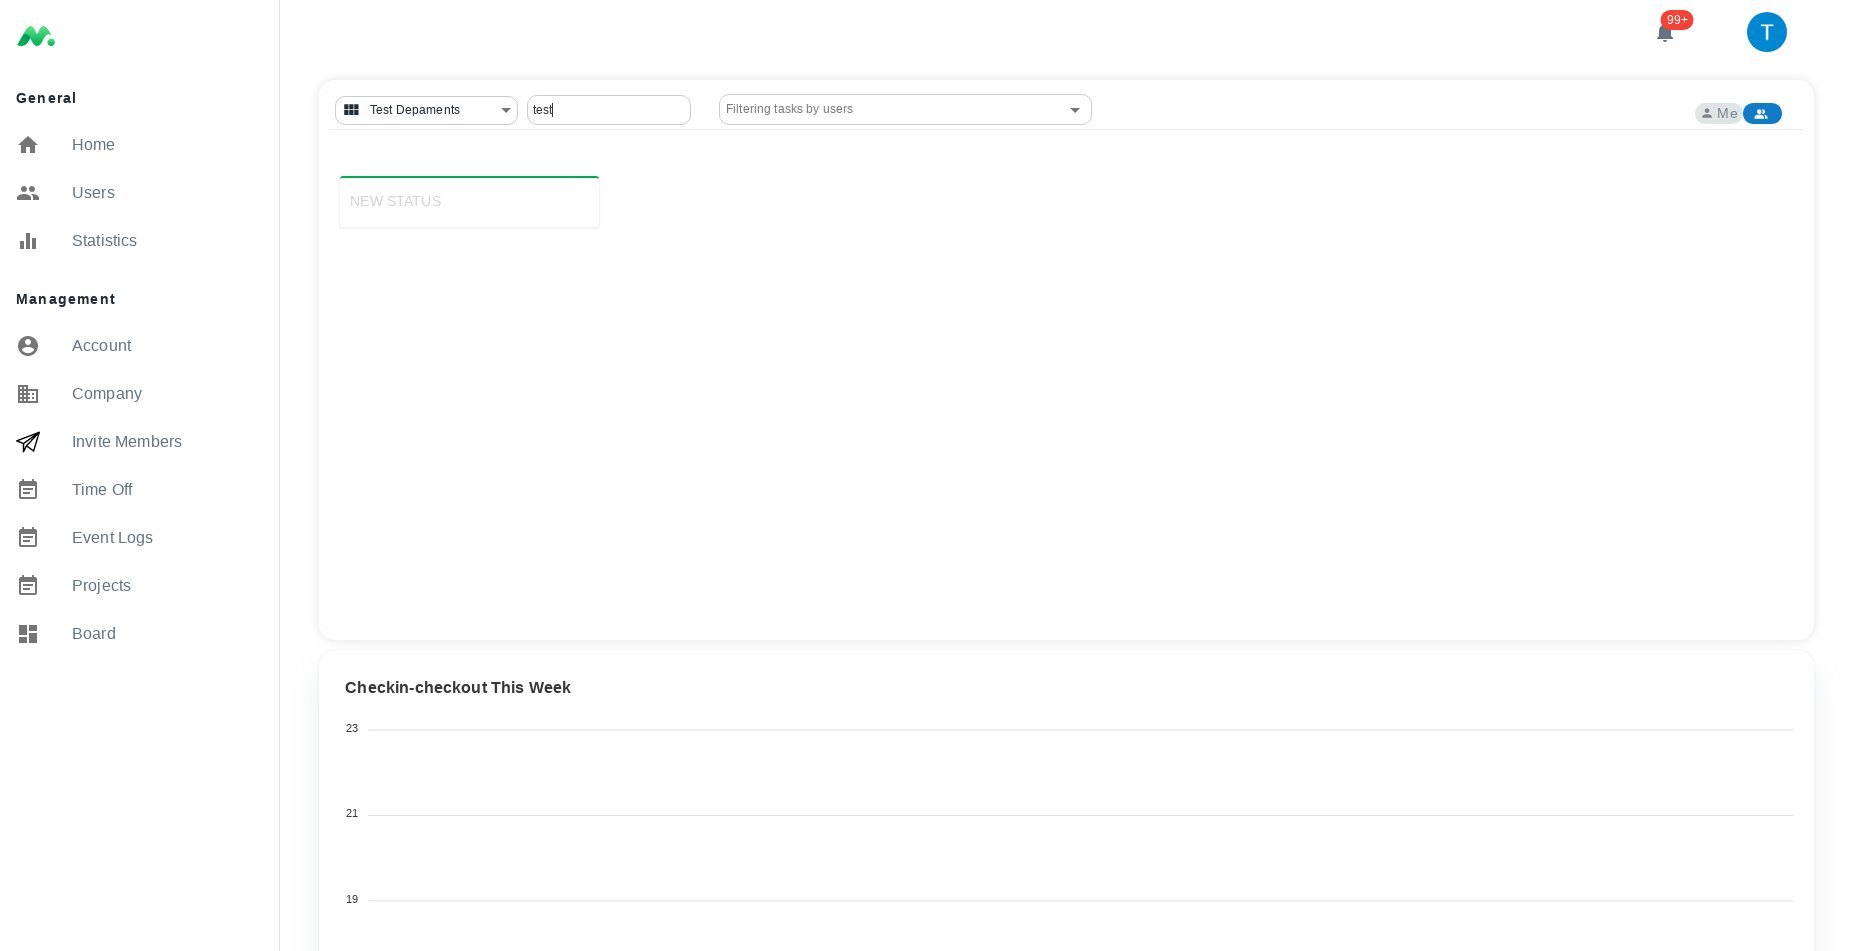 99+
T
General
Home
Users
Statistics
Management
Account
Company
Invite Members
Time Off
Event Logs
Projects
Board
Test Depaments
test
Filtering tasks by users
Me
NEW STATUS
Checkin-checkout This Week
23
21
19